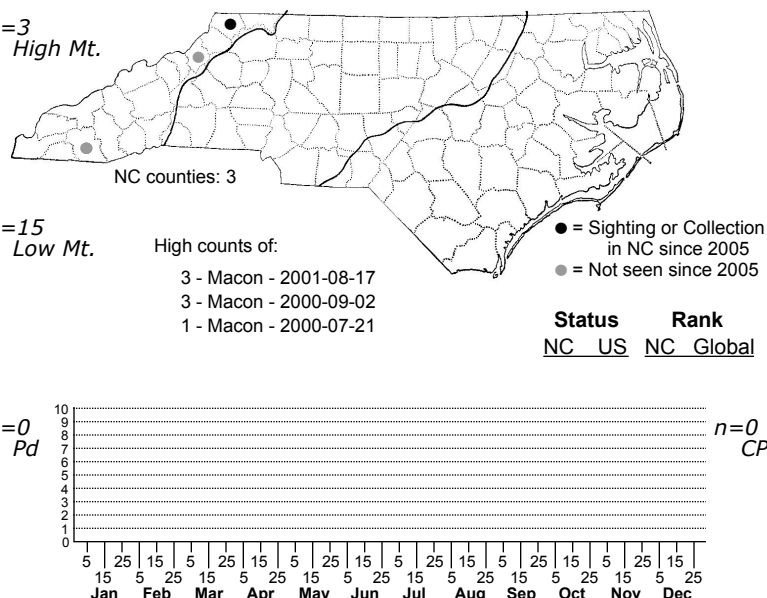 =3
High Mt.
NC counties: 3
=15
Low Mt.
High counts of:
3 - Macon - 2001-08-17
3 - Macon - 2000-09-02
1 - Macon - 2000-07-21
● = Sighting or Collection
in NC since 2005
● = Not seen since 2005
Status Rank
NC US NC Global
=0
Pd
n=0
CP
10
9
8
7
6
5
4
3
2
1
0
5 25 15 5 25 15 5 25 15 5 25 15 5 25 15 5 25 15
15 5 25 15 5 25 15 5 25 15 5 25 15 5 25 15 5 25
Jan Feb Mar Apr May Jun Jul Aug Sep Oct Nov Dec